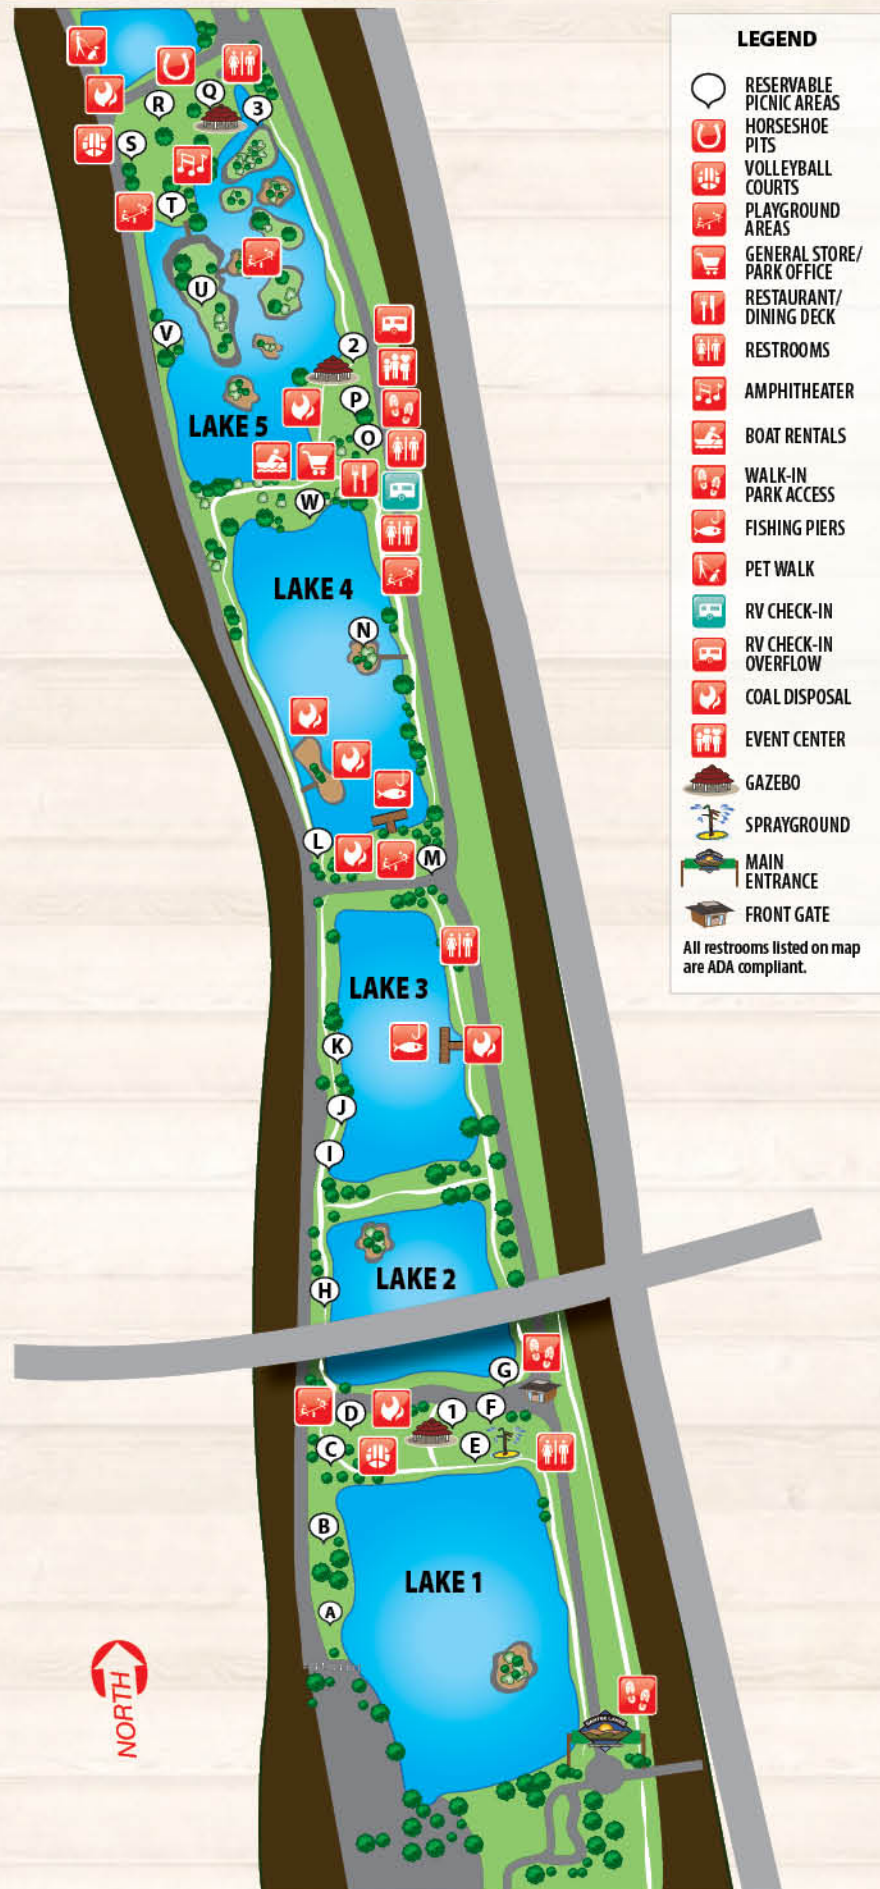 LEGEND
RESERVABLE
PICNIC AREAS
HORSESHOE
PITS
VOLLEYBALL
COURTS
PLAYGROUND
AREAS
GENERAL STORE/
PARK OFFICE
RESTAURANT/
DINING DECK
RESTROOMS
AMPHITHEATER
BOAT RENTALS
WALK-IN
PARK ACCESS
FISHING PIERS
PET WALK
RV CHECK-IN
RV CHECK-IN
OVERFLOW
COAL DISPOSAL
EVENT CENTER
GAZEBO
SPRAYGROUND
MAIN
ENTRANCE
FRONT GATE
All restrooms listed on map
are ADA compliant.
Q
R
3
S
T
U
V
2
P
LAKE 5
O
W
LAKE 4
N
L
M
LAKE 3
K
J
I
LAKE 2
H
G
D
1
F
C
E
B
LAKE 1
A
NORTH
SANTEE LAKES